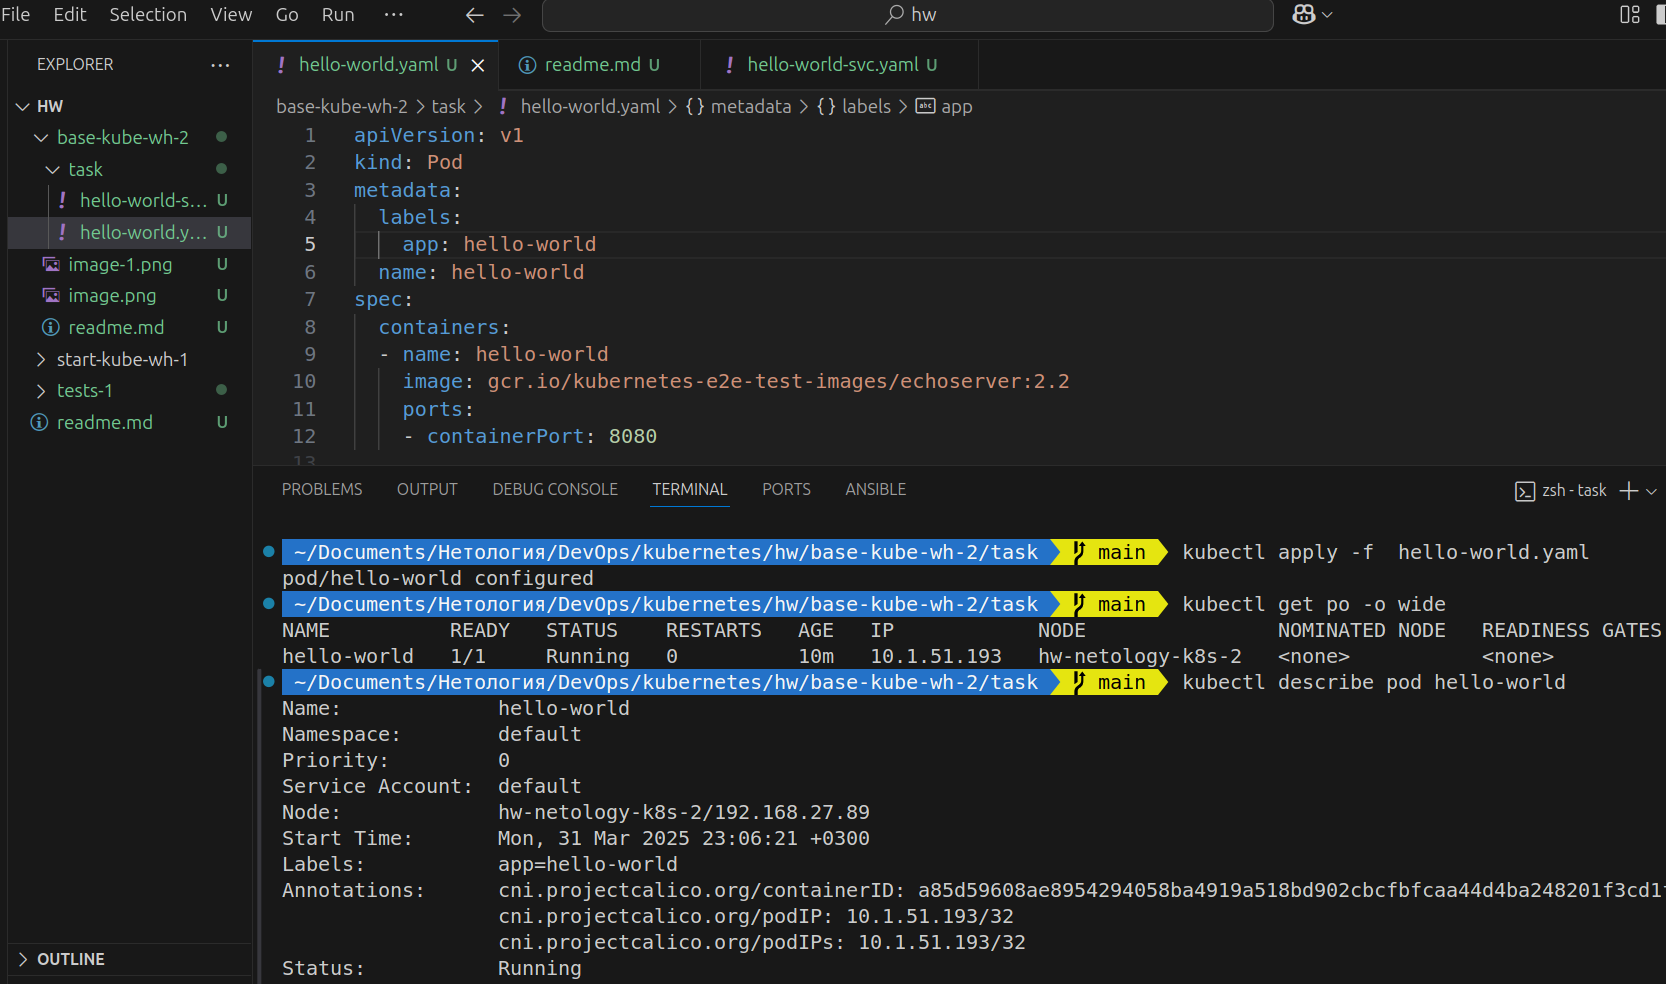 File Edit Selection View Go Run ··· hw
EXPLORER ···
HW
base-kube-wh-2
task
hello-world-s... U
hello-world.y... U
image-1.png U
image.png U
readme.md U
start-kube-wh-1
tests-1
readme.md U
OUTLINE
! hello-world.yaml U
readme.md U
! hello-world-svc.yaml U
base-kube-wh-2 > task > ! hello-world.yaml > {} metadata > {} labels > abc app
1 apiVersion: v1
2 kind: Pod
3 metadata:
4 labels:
5 app: hello-world
6 name: hello-world
7 spec:
8 containers:
9 - name: hello-world
10 image: gcr.io/kubernetes-e2e-test-images/echoserver:2.2
11 ports:
12 - containerPort: 8080
13
PROBLEMS OUTPUT DEBUG CONSOLE TERMINAL PORTS ANSIBLE zsh - task
~/Documents/Нетология/DevOps/kubernetes/hw/base-kube-wh-2/task main kubectl apply -f hello-world.yaml
pod/hello-world configured
~/Documents/Нетология/DevOps/kubernetes/hw/base-kube-wh-2/task main kubectl get po -o wide
NAME READY STATUS RESTARTS AGE IP NODE NOMINATED NODE READINESS GATES
hello-world 1/1 Running 0 10m 10.1.51.193 hw-netology-k8s-2 <none> <none>
~/Documents/Нетология/DevOps/kubernetes/hw/base-kube-wh-2/task main kubectl describe pod hello-world
Name: hello-world
Namespace: default
Priority: 0
Service Account: default
Node: hw-netology-k8s-2/192.168.27.89
Start Time: Mon, 31 Mar 2025 23:06:21 +0300
Labels: app=hello-world
Annotations: cni.projectcalico.org/containerID: a85d59608ae8954294058ba4919a518bd902cbcfbfcaa44d4ba248201f3cd1
cni.projectcalico.org/podIP: 10.1.51.193/32
cni.projectcalico.org/podIPs: 10.1.51.193/32
Status: Running